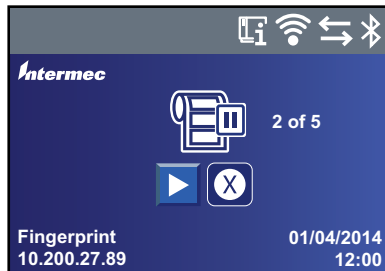 Intermec
2 of 5
X
Fingerprint
01/04/2014
10.200.27.89
12:00